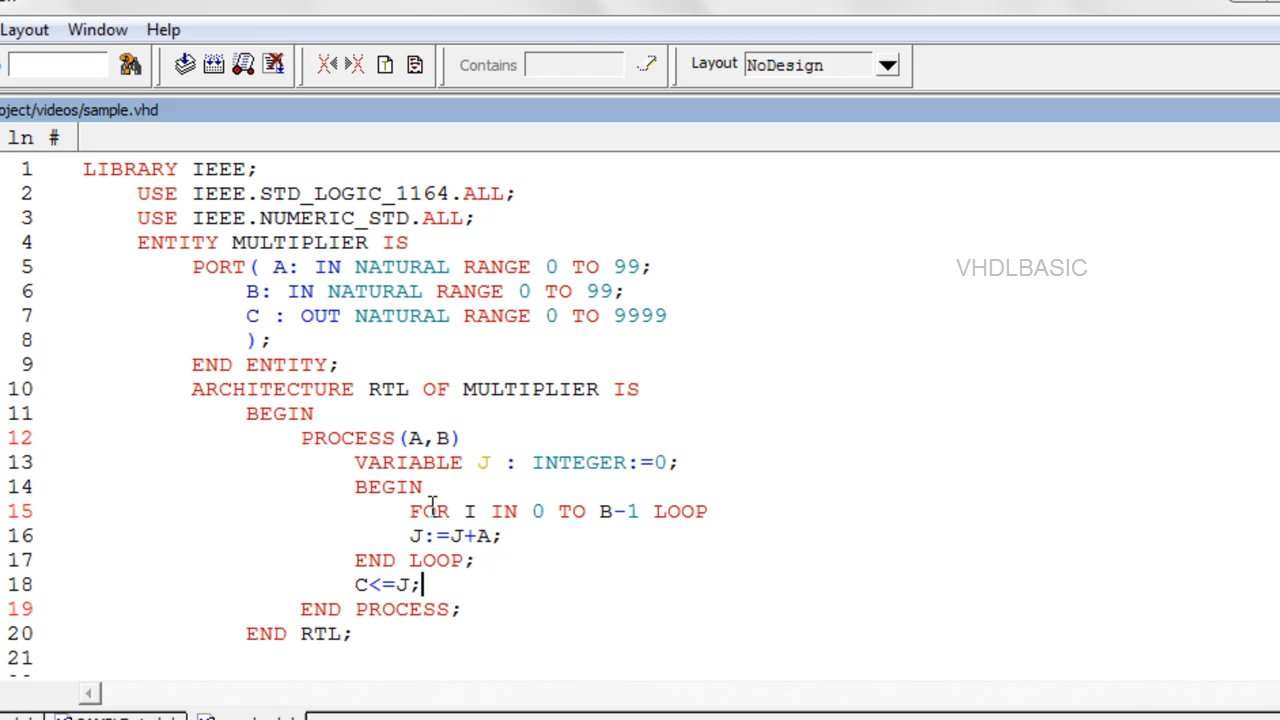 Layout Window Help
Contains Layout NoDesign
oject/videos/sample.vhd
ln #
1 LIBRARY IEEE;
2 USE IEEE.STD_LOGIC_1164.ALL;
3 USE IEEE.NUMERIC_STD.ALL;
4 ENTITY MULTIPLIER IS
5 PORT( A: IN NATURAL RANGE 0 TO 99;
VHDLBASIC
6 B: IN NATURAL RANGE 0 TO 99;
7 C : OUT NATURAL RANGE 0 TO 9999
8 );
9 END ENTITY;
10 ARCHITECTURE RTL OF MULTIPLIER IS
11 BEGIN
12 PROCESS(A,B)
13 VARIABLE J : INTEGER:=0;
14 BEGIN
15 FOR I IN 0 TO B-1 LOOP
16 J:=J+A;
17 END LOOP;
18 C<=J;
19 END PROCESS;
20 END RTL;
21